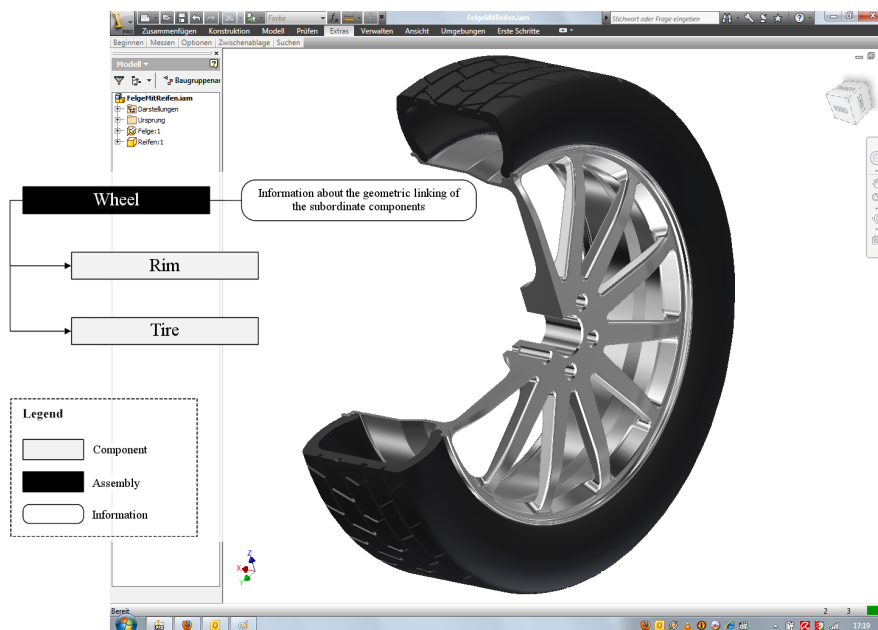 Farbe
FelgeMitReifen.iam
Stichwort oder Frage eingeben
PRO
Zusammenfügen Konstruktion Modell Prüfen Extras Verwalten Ansicht Umgebungen Erste Schritte
Beginnen Messen Optionen Zwischenablage Suchen
Modell
Baugruppenan
FelgeMitReifen.iam
Darstellungen
Ursprung
Felge:1
Reifen:1
Wheel
Information about the geometric linking of
the subordinate components
Rim
Tire
Legend
Component
Assembly
Information
Z
X
Y
Bereit
2 3
17:19